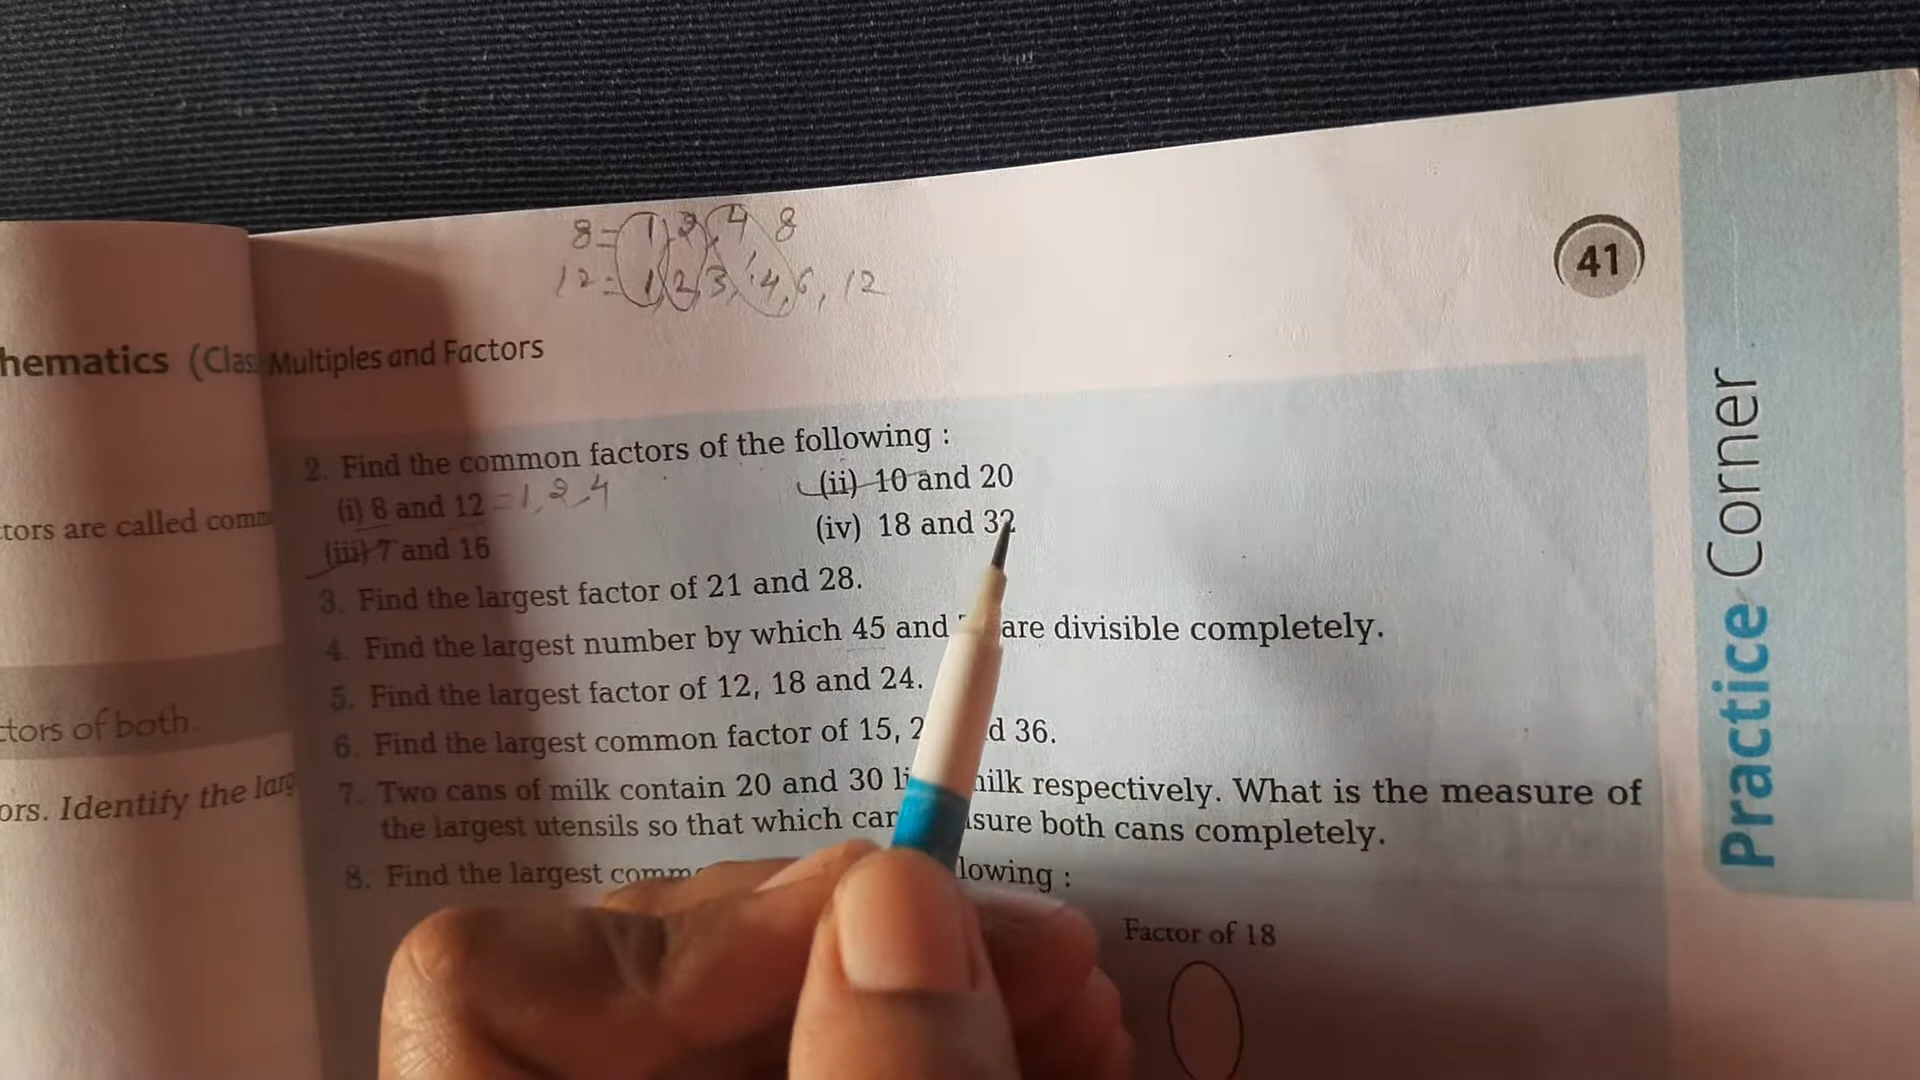 8 = 1, 2, 4, 8
12 = 1, 2, 3, 4, 6, 12
41
hematics (Clas
Multiples and Factors
2. Find the common factors of the following :
(i) 8 and 12 = 1, 2, 4
(ii) 10 and 20
(iii) 7 and 16
(iv) 18 and 32
3. Find the largest factor of 21 and 28.
4. Find the largest number by which 45 and are divisible completely.
5. Find the largest factor of 12, 18 and 24.
6. Find the largest common factor of 15, 2 d 36.
7. Two cans of milk contain 20 and 30 li milk respectively. What is the measure of
the largest utensils so that which can sure both cans completely.
8. Find the largest comm lowing :
Factor of 18
tors are called comm
ctors of both.
ors. Identify the larg
Practice Corner